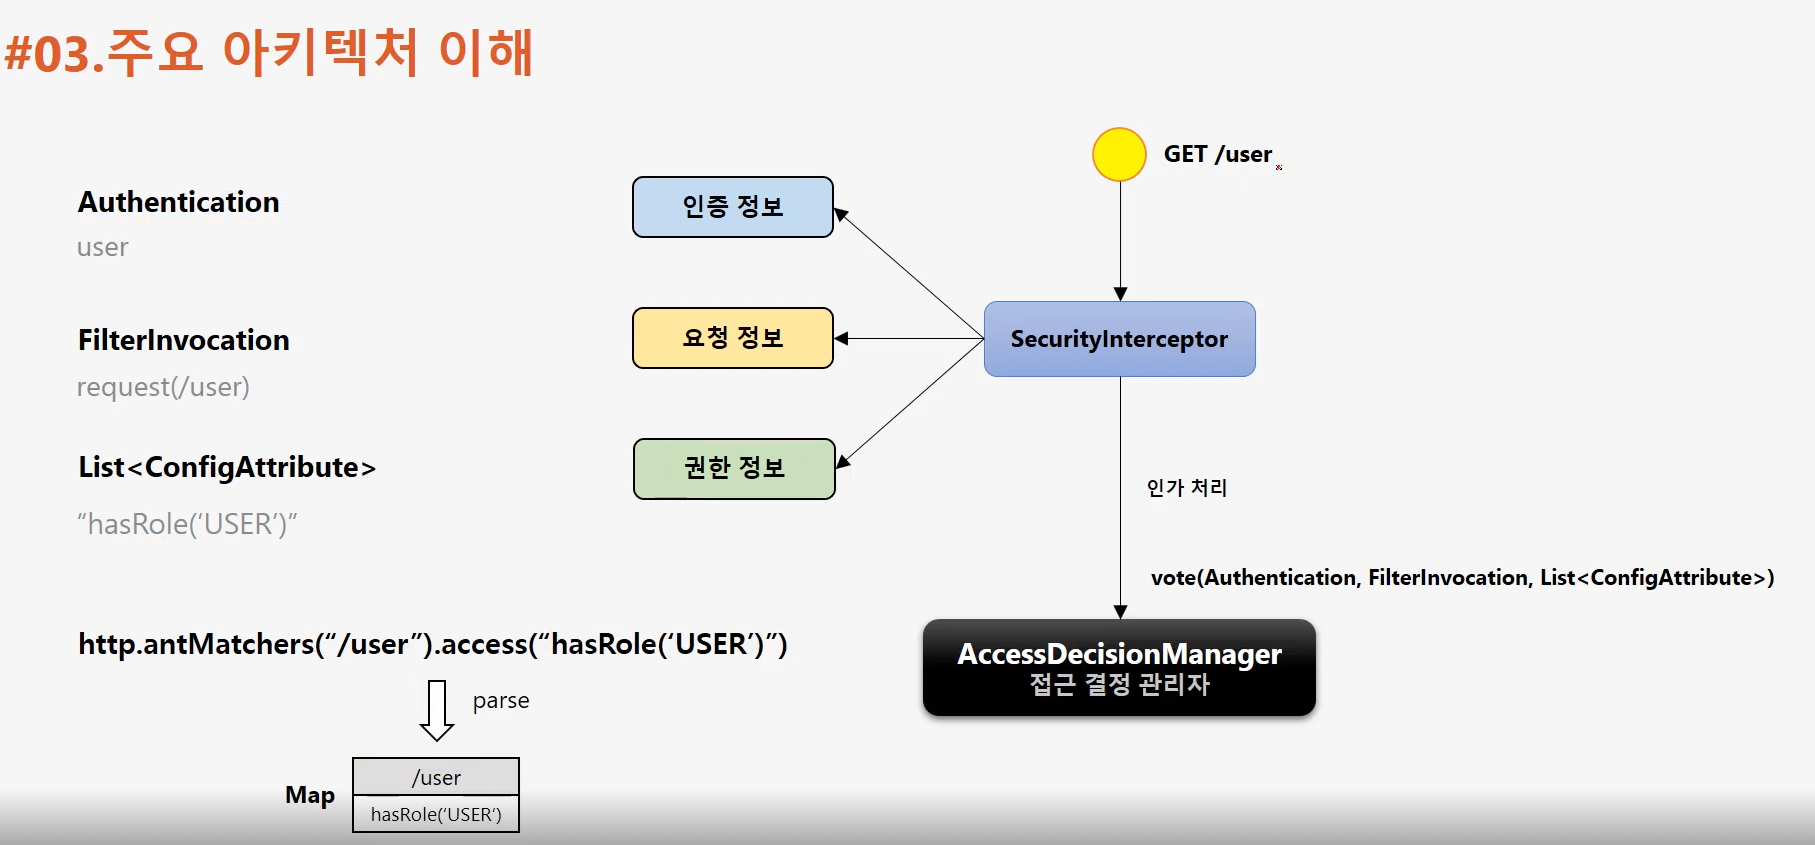 #03.주요 아키텍처 이해
GET /user
Authentication
user
인증 정보
FilterInvocation
request(/user)
요청 정보
SecurityInterceptor
List<ConfigAttribute>
“hasRole(‘USER’)”
권한 정보
인가 처리
vote(Authentication, FilterInvocation, List<ConfigAttribute>)
http.antMatchers(“/user”).access(“hasRole(‘USER’)”)
AccessDecisionManager
접근 결정 관리자
parse
Map
/user
hasRole(‘USER’)